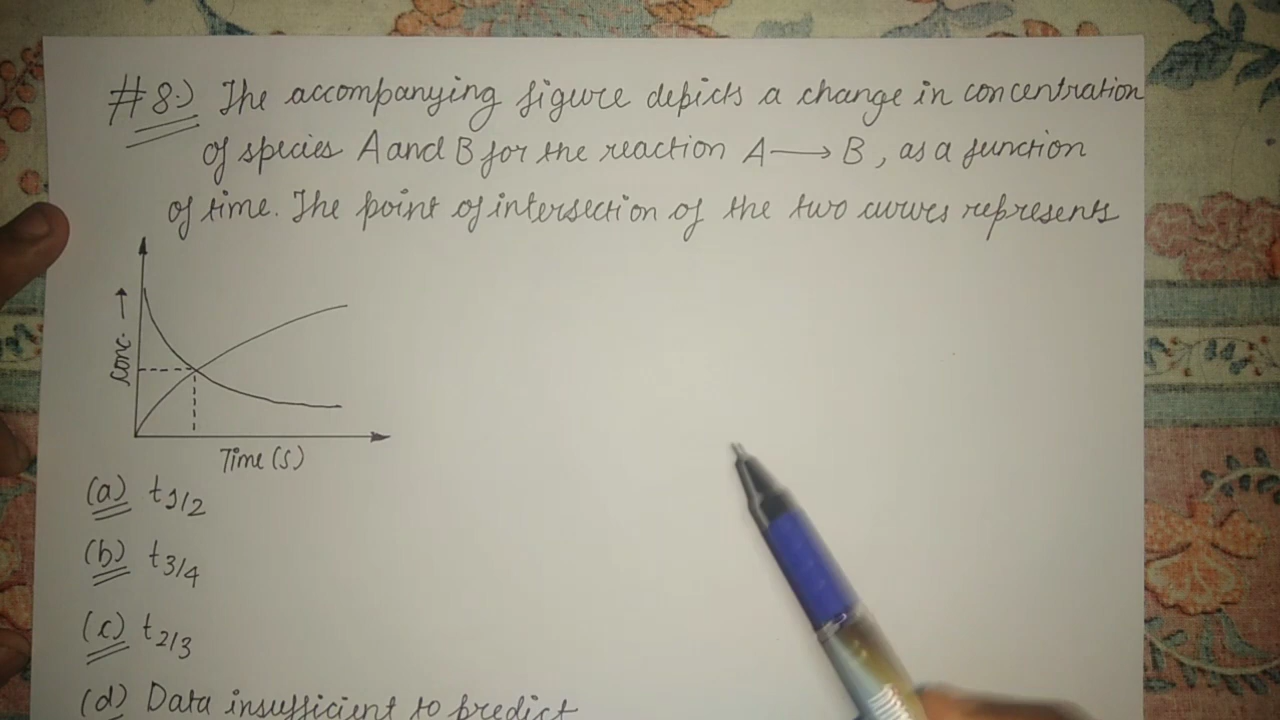 #8:) The accompanying figure depicts a change in concentration
of species A and B for the reaction A ⟶ B, as a function
of time. The point of intersection of the two curves represents
conc. →
Time (s)
(a) t1/2
(b) t3/4
(c) t2/3
(d) Data insufficient to predict